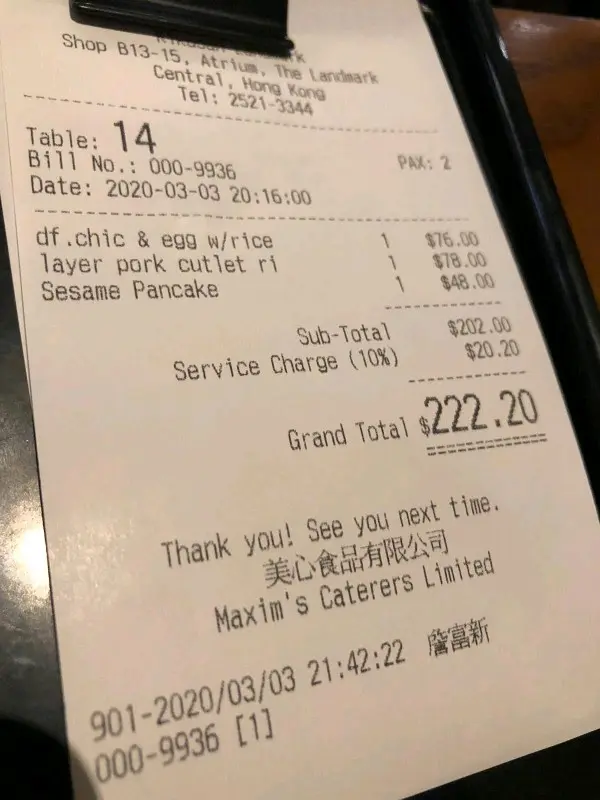 Shop B13-15, Atrium, The Landmark
Central, Hong Kong
Tel: 2521-3344
Table: 14
PAX: 2
Bill No.: 000-9936
Date: 2020-03-03 20:16:00
df.chic & egg w/rice 1 $76.00
layer pork cutlet ri 1 $78.00
Sesame Pancake 1 $48.00
Sub-Total $202.00
Service Charge (10%) $20.20
Grand Total $222.20
Thank you! See you next time.
美心食品有限公司
Maxim's Caterers Limited
901-2020/03/03 21:42:22 詹富新
000-9936 [1]